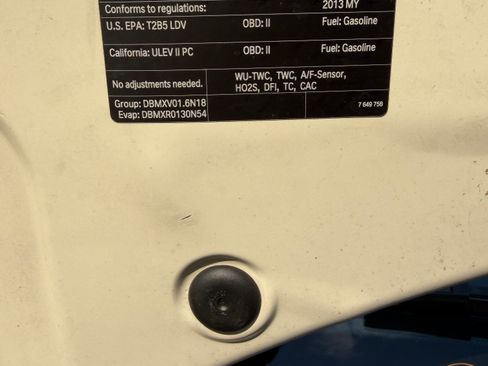 Conforms to regulations: 2013 MY
U.S. EPA: T2B5 LDV OBD: II Fuel: Gasoline
California: ULEV II PC OBD: II Fuel: Gasoline
No adjustments needed. WU-TWC, TWC, A/F-Sensor,
HO2S, DFI, TC, CAC
Group: DBMXV01.6N18
Evap: DBMXR0130N54 7 649 758